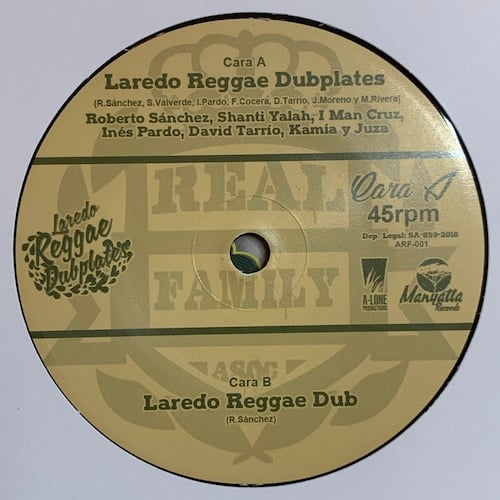 Cara A
Laredo Reggae Dubplates
(R.Sánchez, S.Valverde, I.Pardo, F.Cocera, D.Tarrio, J.Moreno y M.Rivera)
Roberto Sánchez, Shanti Yalah, I Man Cruz,
Inés Pardo, David Tarrío, Kamia y Juza
REAL
FAMILY
ASOC
Laredo
Reggae
Dubplates
Cara A
45rpm
Dep. Legal: SA-859-2018
ARF-001
A-LONE
PRODUCTIONS
Manyatta
Records
Cara B
Laredo Reggae Dub
(R.Sánchez)